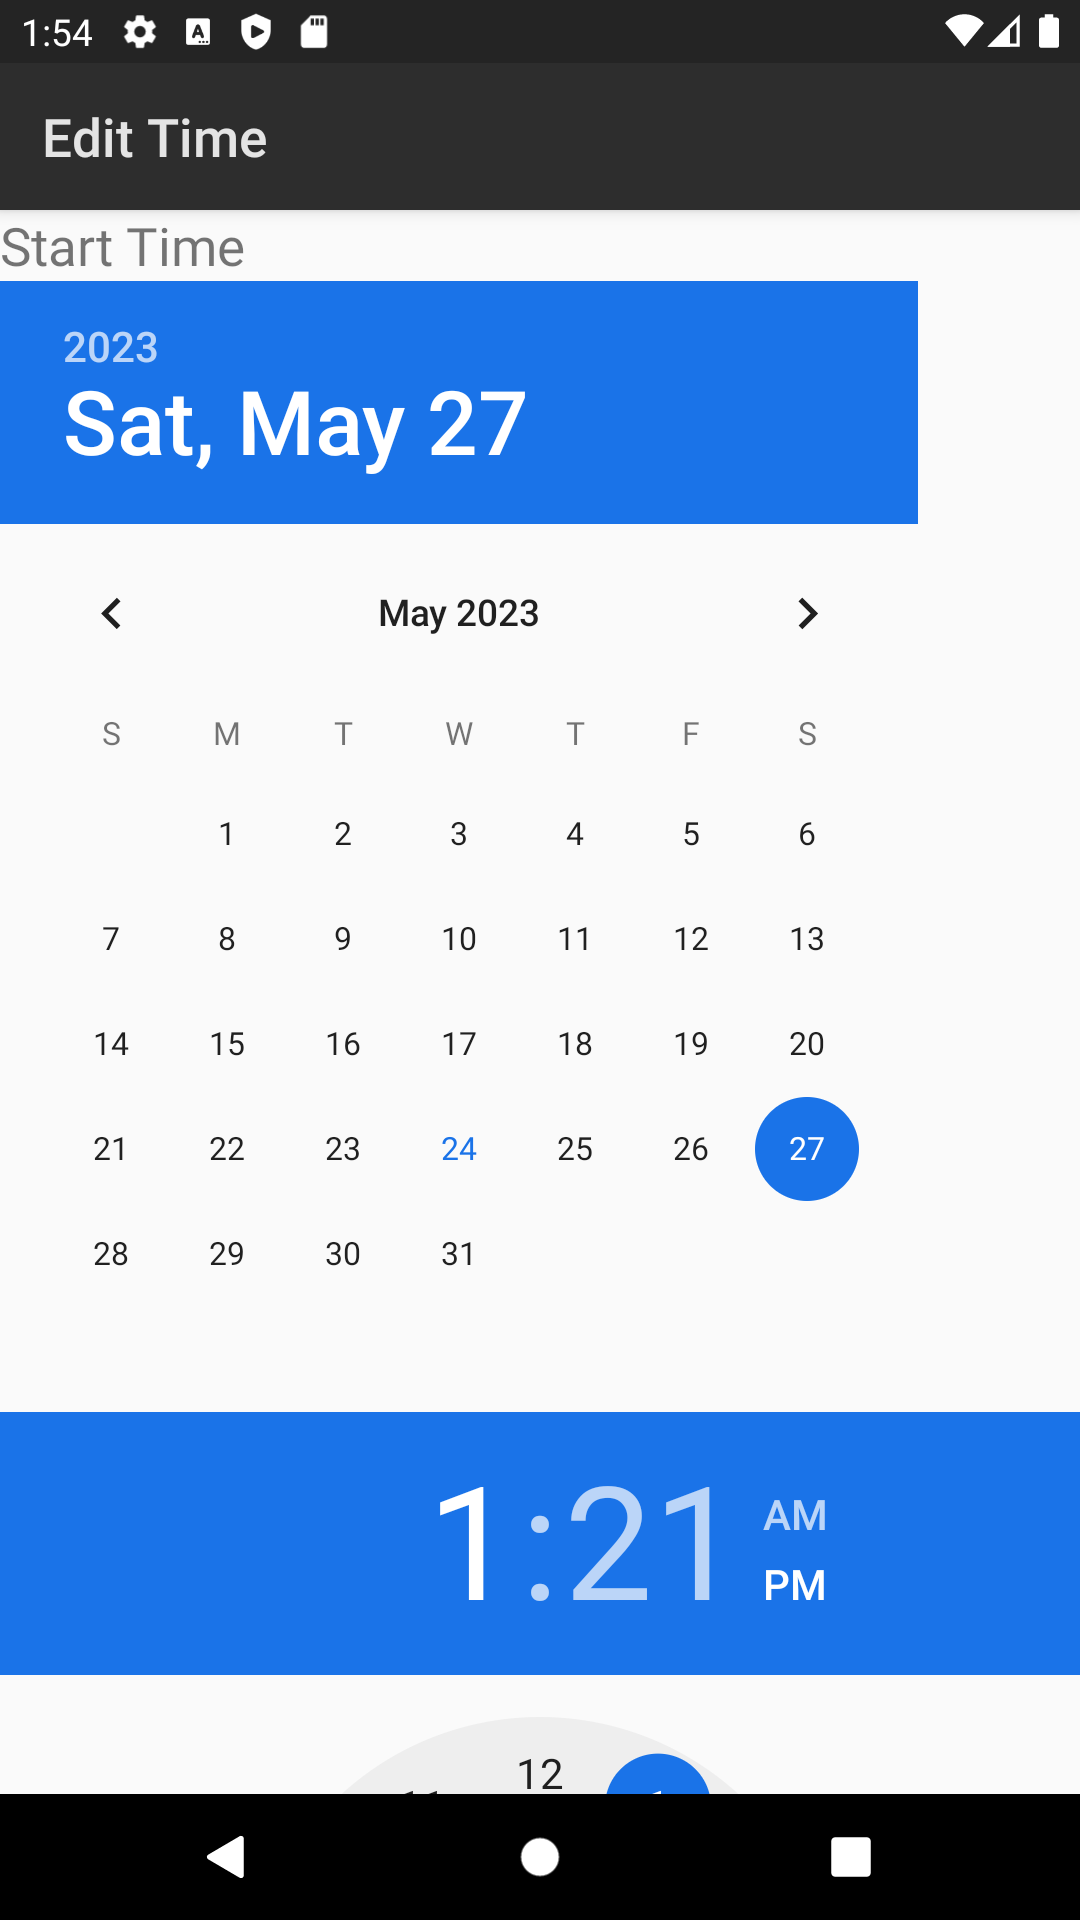 1:54
Edit Time
Start Time
2023
Sat, May 27
May 2023
S M T W T F S
1 2 3 4 5 6
7 8 9 10 11 12 13
14 15 16 17 18 19 20
21 22 23 24 25 26 27
28 29 30 31
1:21
AM
PM
12